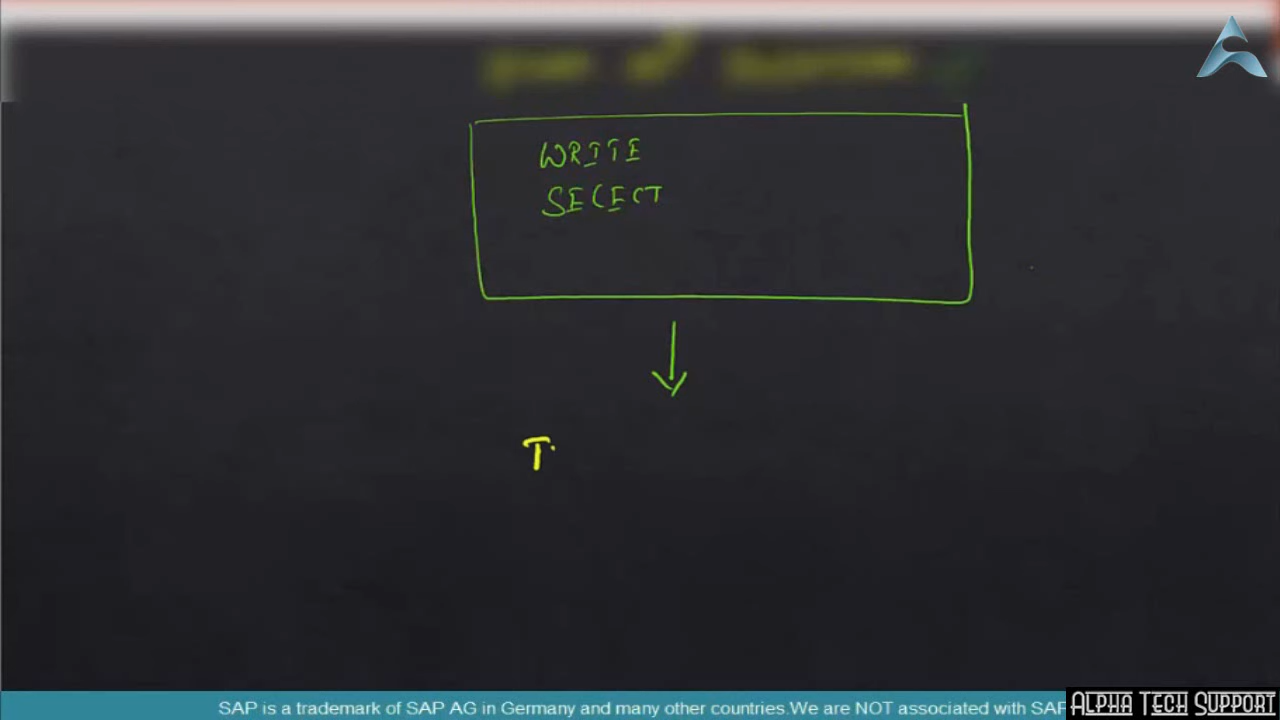 WRITE
SELECT
T
SAP is a trademark of SAP AG in Germany and many other countries.We are NOT associated with SAP
ALPHA TECH SUPPORT